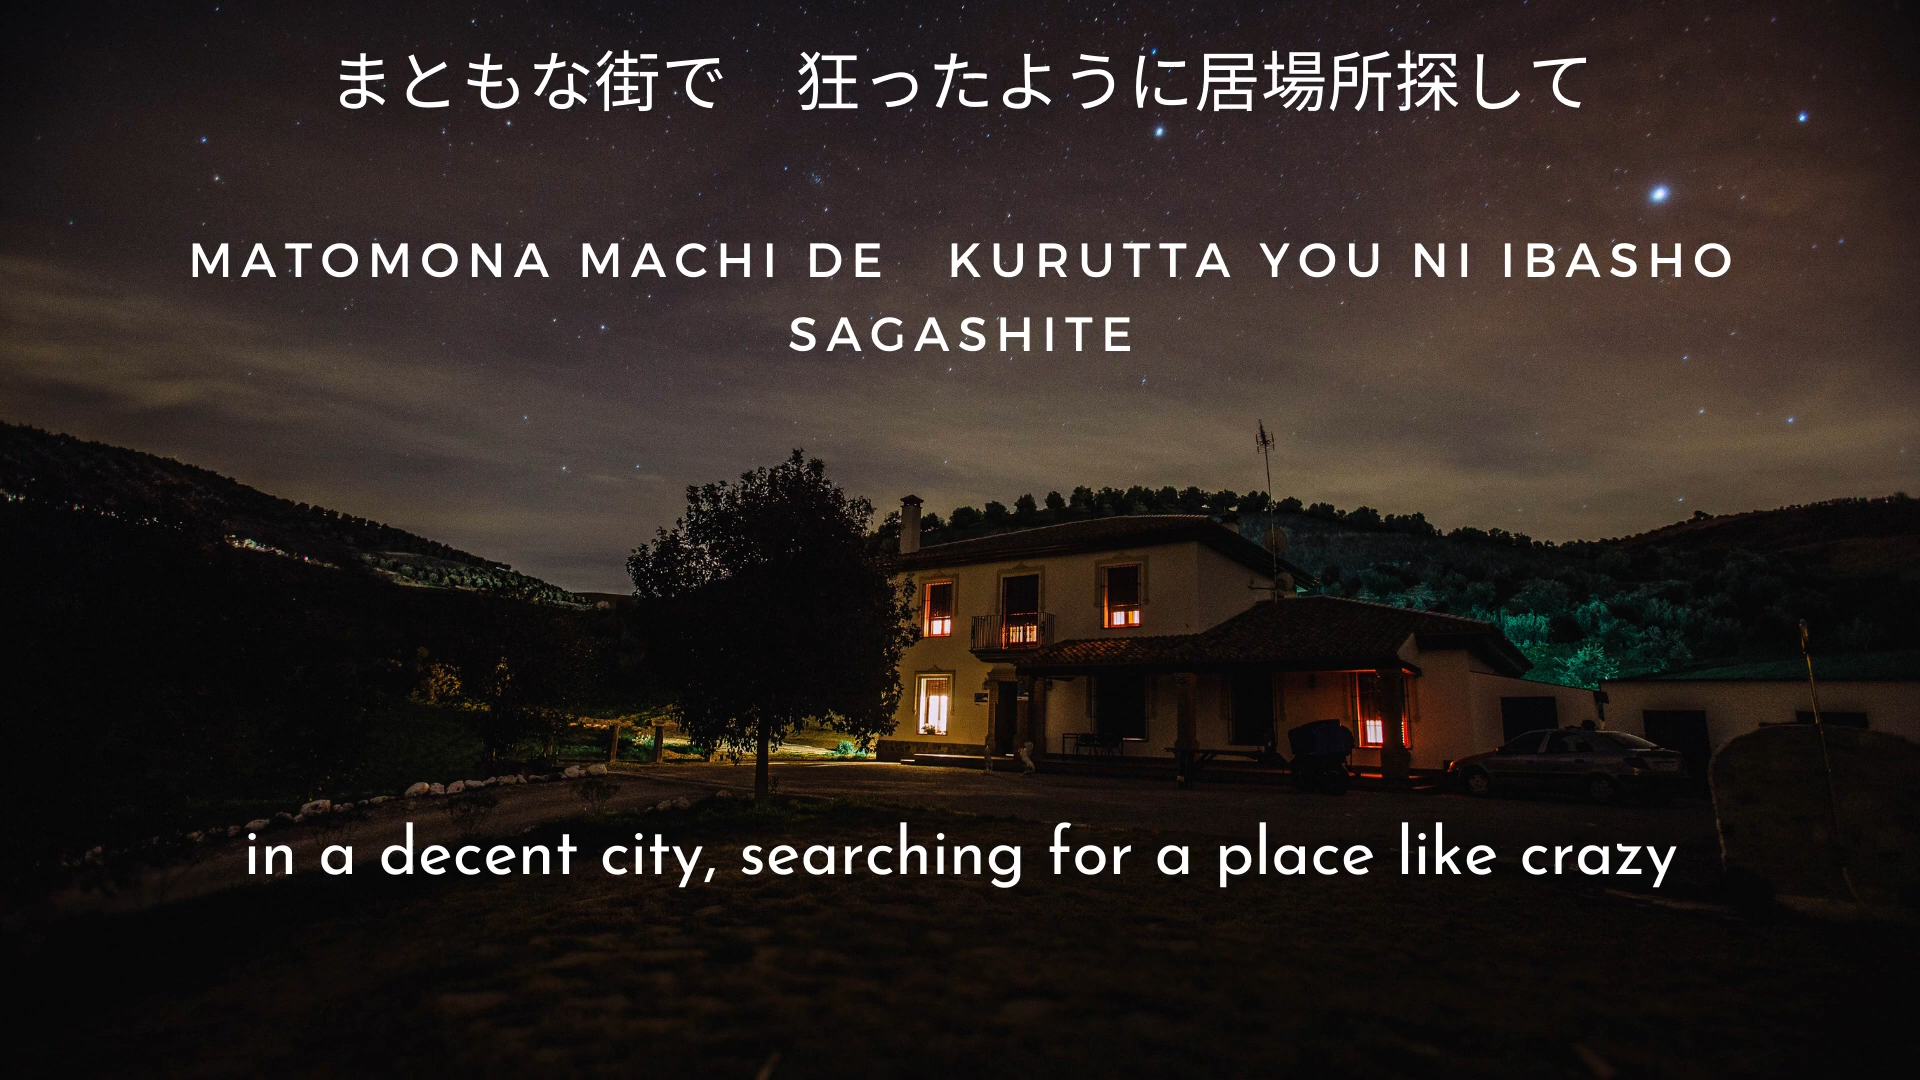 まともな街で　狂ったように居場所探して
MATOMONA MACHI DE　KURUTTA YOU NI IBASHO
SAGASHITE
in a decent city, searching for a place like crazy